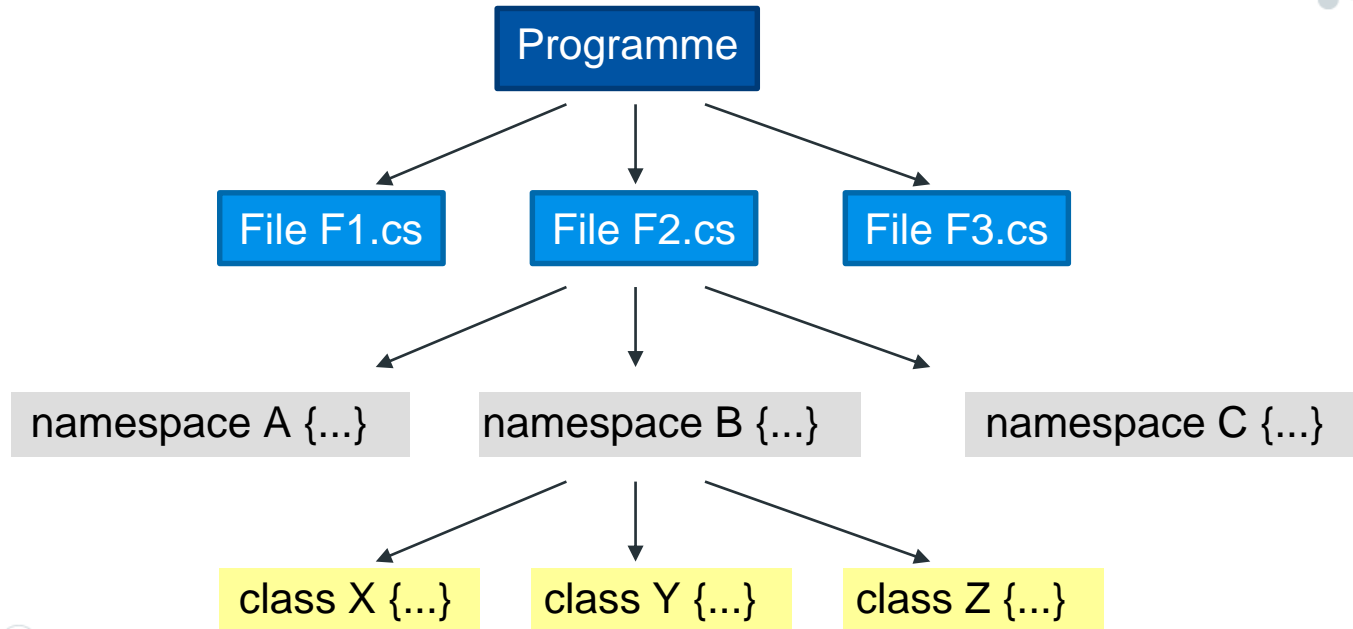 Programme
File F1.cs File F2.cs File F3.cs
namespace A {...} namespace B {...} namespace C {...}
class X {...} class Y {...} class Z {...}